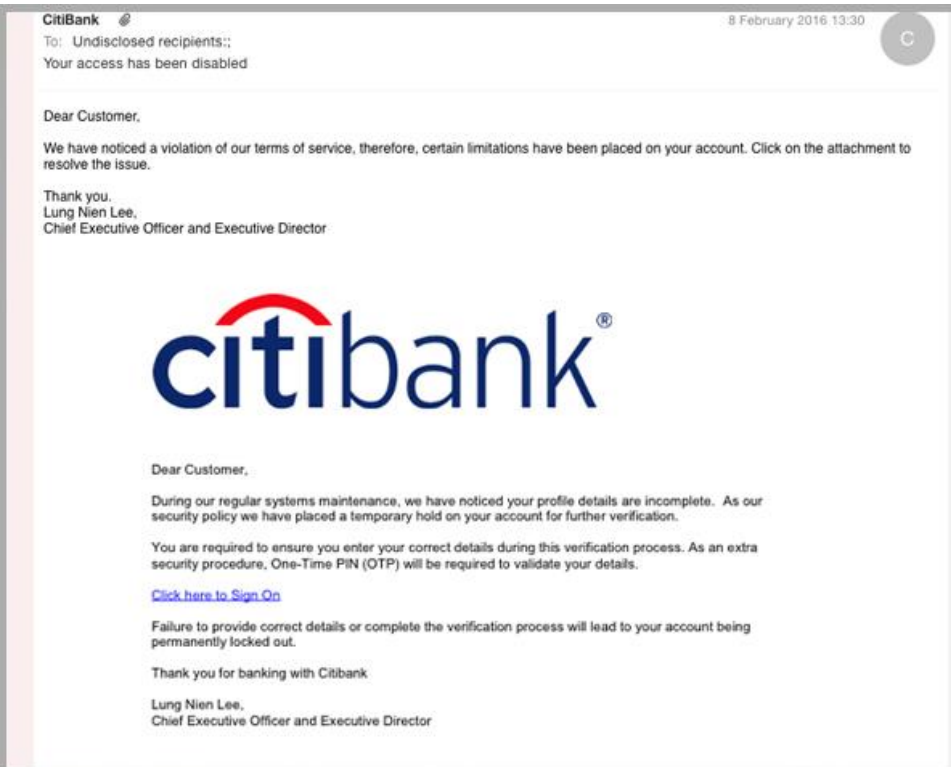 CitiBank
8 February 2016 13:30
C
To: Undisclosed recipients:;
Your access has been disabled
Dear Customer,
We have noticed a violation of our terms of service, therefore, certain limitations have been placed on your account. Click on the attachment to
resolve the issue.
Thank you.
Lung Nien Lee,
Chief Executive Officer and Executive Director
citibank®
Dear Customer,
During our regular systems maintenance, we have noticed your profile details are incomplete. As our
security policy we have placed a temporary hold on your account for further verification.
You are required to ensure you enter your correct details during this verification process. As an extra
security procedure, One-Time PIN (OTP) will be required to validate your details.
Click here to Sign On
Failure to provide correct details or complete the verification process will lead to your account being
permanently locked out.
Thank you for banking with Citibank
Lung Nien Lee,
Chief Executive Officer and Executive Director